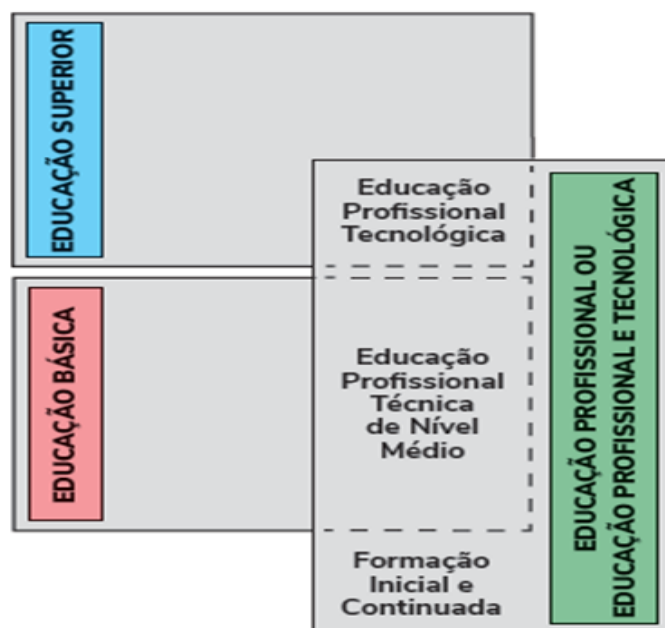 EDUCAÇÃO SUPERIOR
Educação
Profissional
Tecnológica
EDUCAÇÃO BÁSICA
Educação
Profissional
Técnica
de Nível
Médio
Formação
Inicial e
Continuada
EDUCAÇÃO PROFISSIONAL OU
EDUCAÇÃO PROFISSIONAL E TECNOLÓGICA